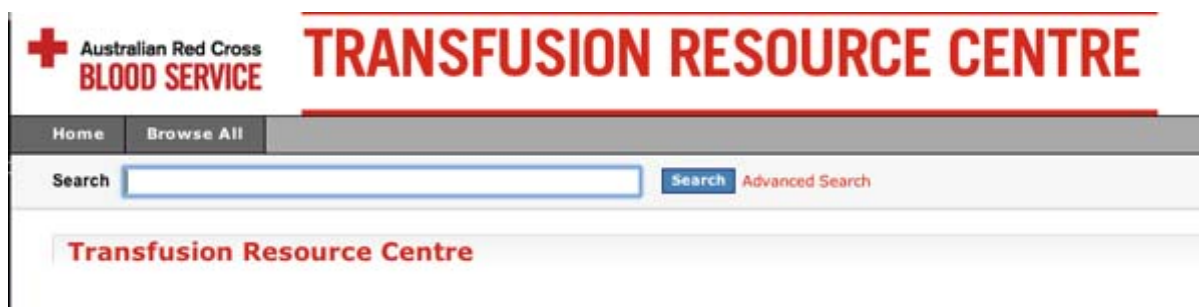 Australian Red Cross
BLOOD SERVICE
TRANSFUSION RESOURCE CENTRE
Home Browse All
Search Search Advanced Search
Transfusion Resource Centre